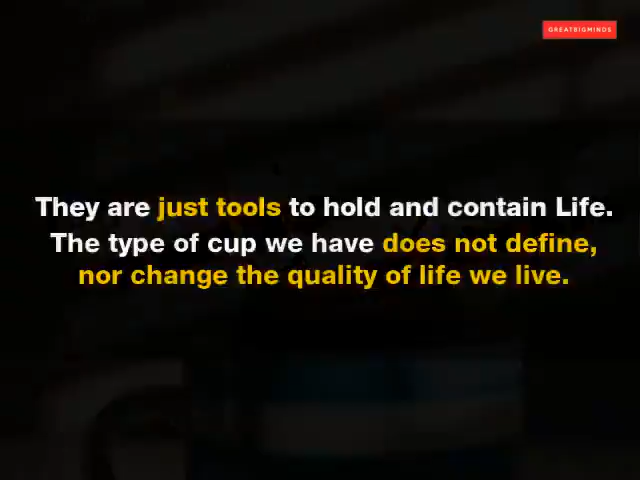 GREATBIGMINDS
They are just tools to hold and contain Life.
The type of cup we have does not define,
nor change the quality of life we live.